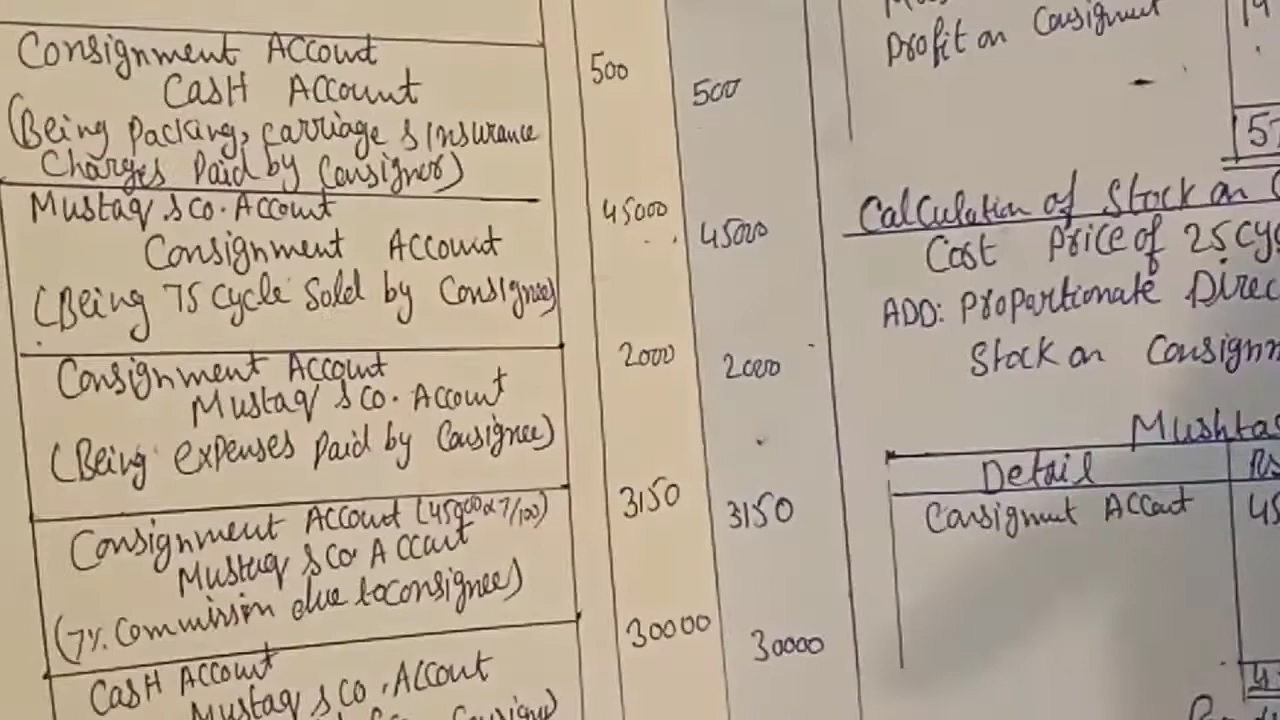 Consignment Account
500
Cash Account
500
(Being Packing, carriage & Insurance
Charges Paid by Consigner)
Mustaq & Co. Account
45000
Consignment Account
45000
(Being 75 Cycle Sold by Consignee)
Consignment Account
2000
Mustaq & Co. Account
2000
(Being expenses Paid by Consignee)
Consignment Account (45000x7/100)
3150
Mustaq & Co. Account
3150
(7%. Commission due to consignee)
Cash Account
30000
Mustaq & Co. Account
30000
Profit on Consignment
Calculation of Stock on
Cost Price of 25 Cy
ADD: Proportionate Direc
Stock on Consignm
Mushta
Detail
Rs
Consignment Account
45